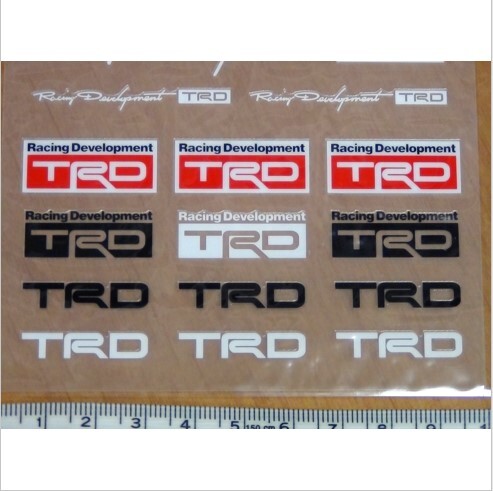 Racing Development TRD Racing Development TRD
Racing Development Racing Development Racing Development
TRD TRD TRD
Racing Development Racing Development Racing Development
TRD TRD TRD
TRD TRD TRD
TRD TRD TRD
1 2 3 4 5 150 cm 6 7 8 9